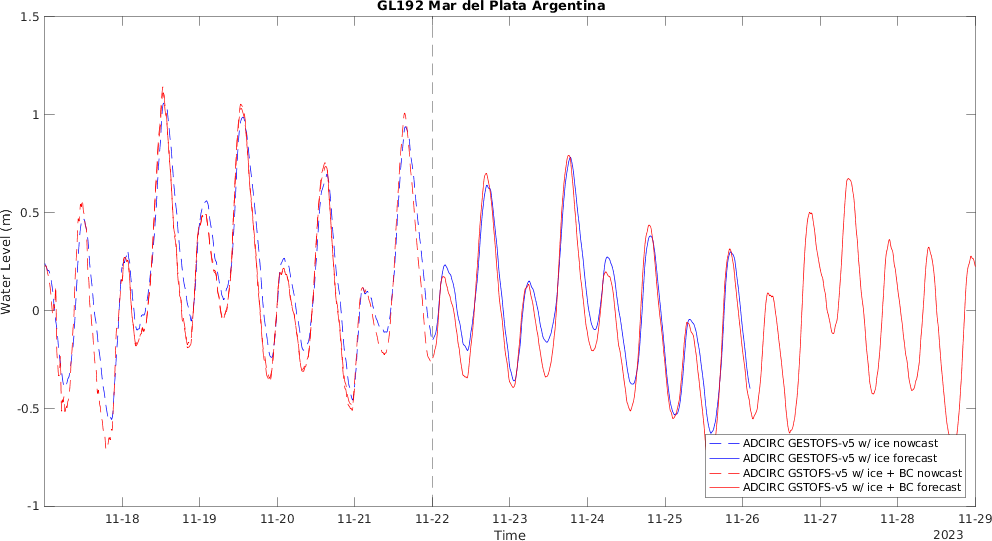 GL192 Mar del Plata Argentina
1.5
1
0.5
0
-0.5
-1
Water Level (m)
ADCIRC GESTOFS-v5 w/ ice nowcast
ADCIRC GESTOFS-v5 w/ ice forecast
ADCIRC GSTOFS-v5 w/ ice + BC nowcast
ADCIRC GSTOFS-v5 w/ ice + BC forecast
11-18 11-19 11-20 11-21 11-22 11-23 11-24 11-25 11-26 11-27 11-28 11-29
Time
2023